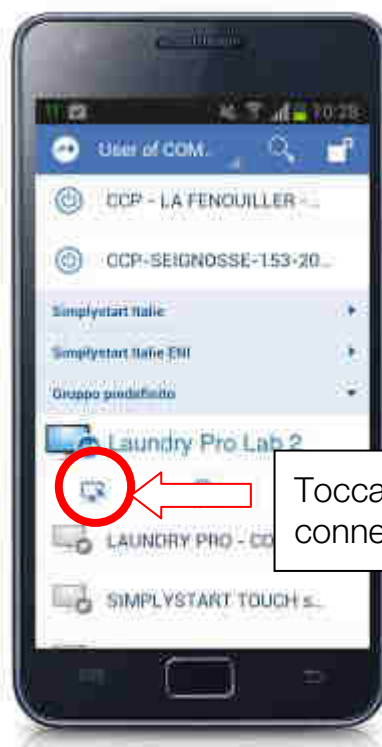 10:28
User of COM..
CCP - LA FENOUILLER -...
CCP-SEIGNOSSE-153-20...
Simplystart Italie
Simplystart Italie ENI
Gruppo predefinito
Laundry Pro Lab 2
Tocca
conne
LAUNDRY PRO - CO
SIMPLYSTART TOUCH s...